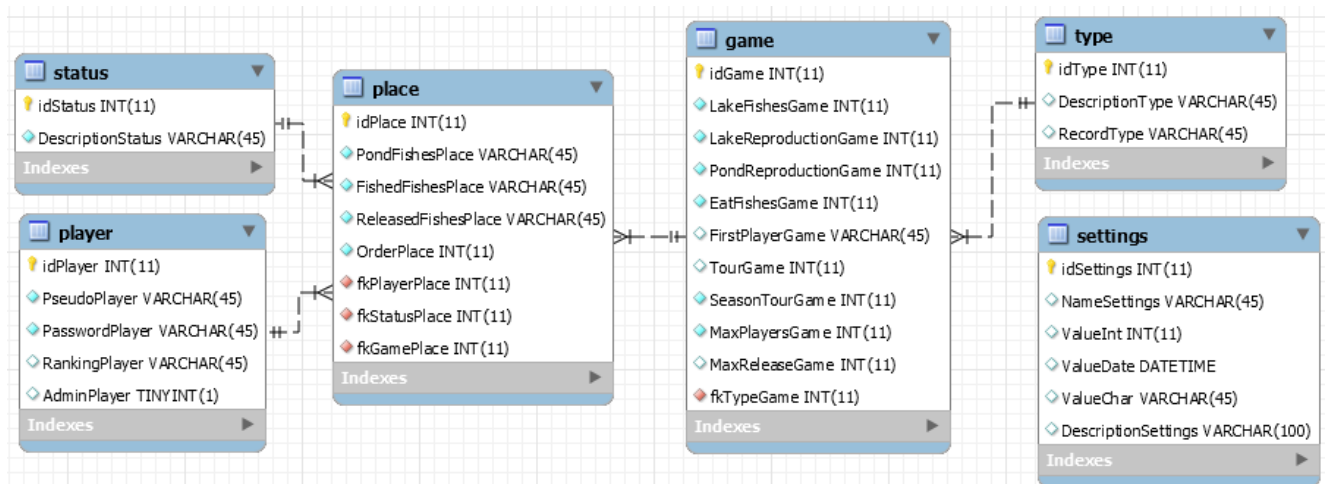 status
idStatus INT(11)
DescriptionStatus VARCHAR(45)
Indexes
player
idPlayer INT(11)
PseudoPlayer VARCHAR(45)
PasswordPlayer VARCHAR(45)
RankingPlayer VARCHAR(45)
AdminPlayer TINYINT(1)
Indexes
place
idPlace INT(11)
PondFishesPlace VARCHAR(45)
FishedFishesPlace VARCHAR(45)
ReleasedFishesPlace VARCHAR(45)
OrderPlace INT(11)
fkPlayerPlace INT(11)
fkStatusPlace INT(11)
fkGamePlace INT(11)
Indexes
game
idGame INT(11)
LakeFishesGame INT(11)
LakeReproductionGame INT(11)
PondReproductionGame INT(11)
EatFishesGame INT(11)
FirstPlayerGame VARCHAR(45)
TourGame INT(11)
SeasonTourGame INT(11)
MaxPlayersGame INT(11)
MaxReleaseGame INT(11)
fkTypeGame INT(11)
Indexes
type
idType INT(11)
DescriptionType VARCHAR(45)
RecordType VARCHAR(45)
Indexes
settings
idSettings INT(11)
NameSettings VARCHAR(45)
ValueInt INT(11)
ValueDate DATETIME
ValueChar VARCHAR(45)
DescriptionSettings VARCHAR(100)
Indexes